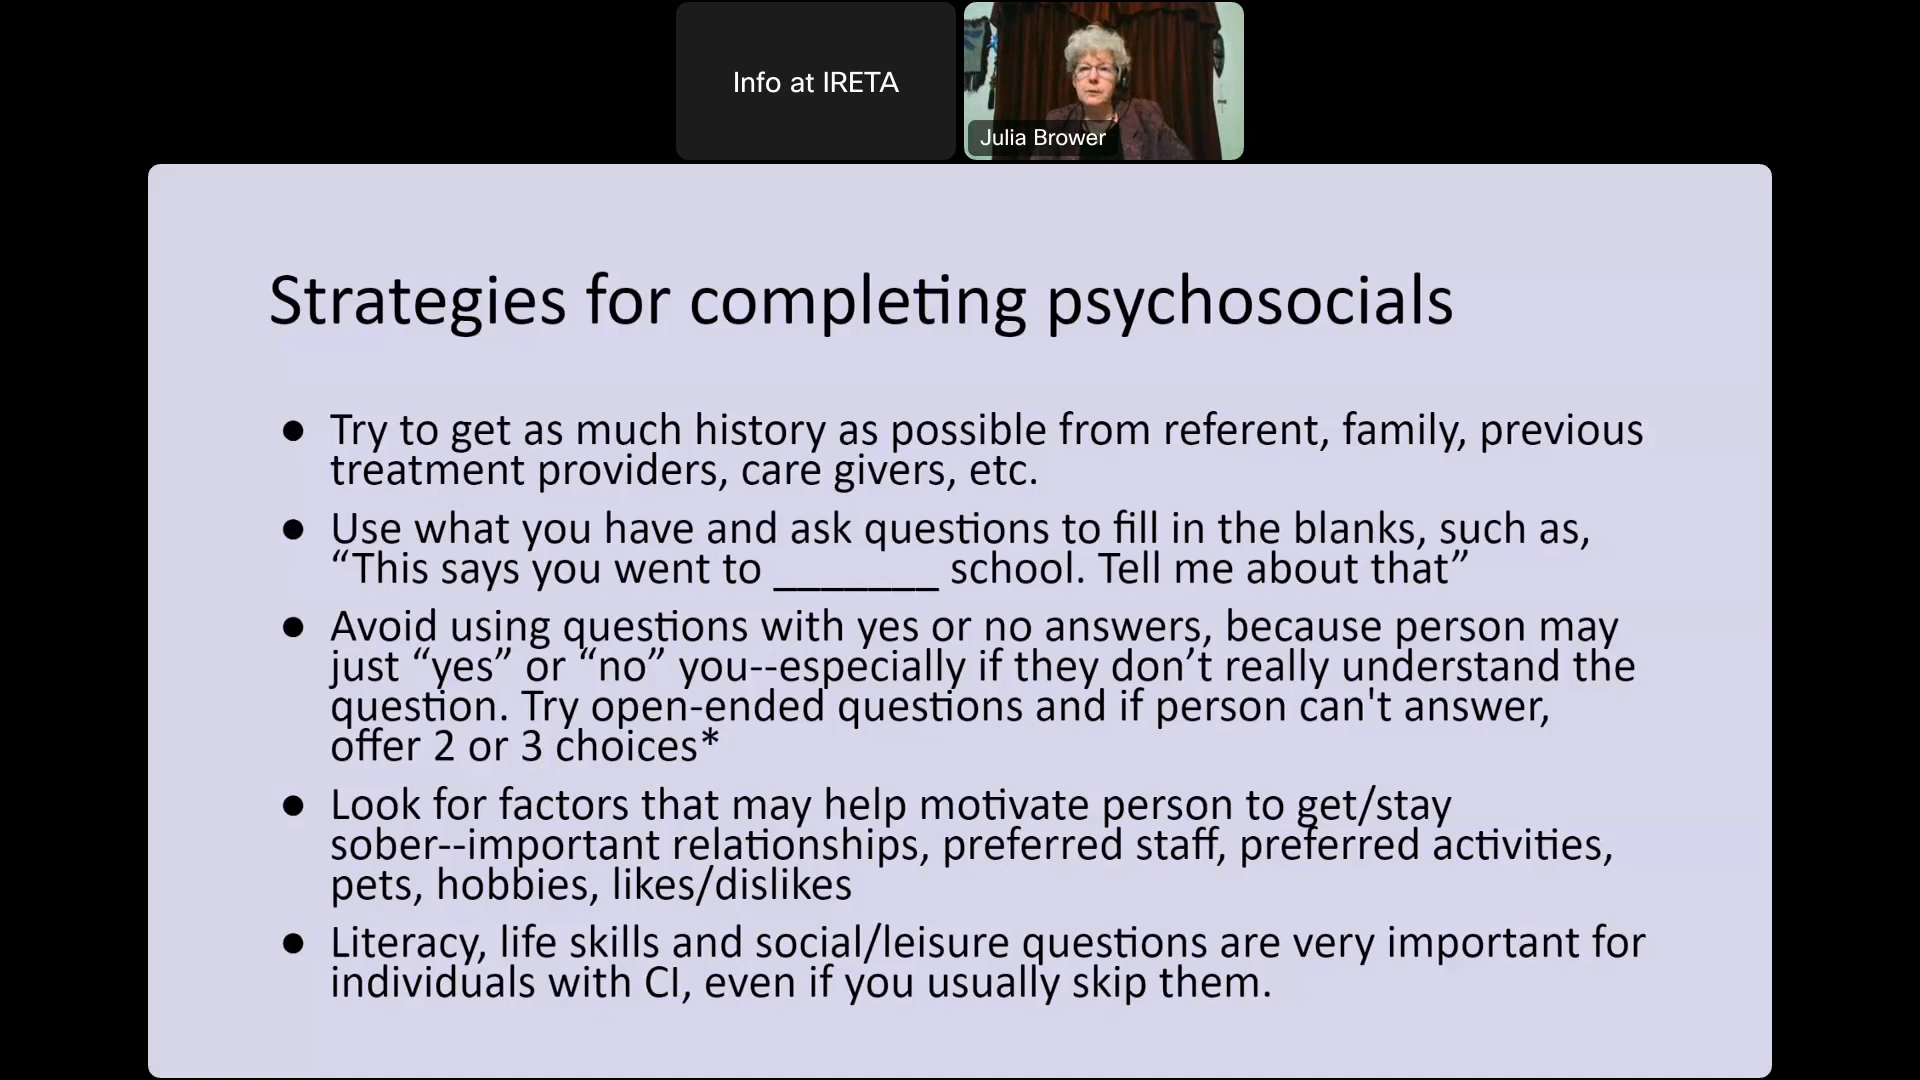 Info at IRETA
Julia Brower
Strategies for completing psychosocials
● Try to get as much history as possible from referent, family, previous
treatment providers, care givers, etc.
● Use what you have and ask questions to fill in the blanks, such as,
“This says you went to _______ school. Tell me about that”
● Avoid using questions with yes or no answers, because person may
just “yes” or “no” you--especially if they don’t really understand the
question. Try open-ended questions and if person can't answer,
offer 2 or 3 choices*
● Look for factors that may help motivate person to get/stay
sober--important relationships, preferred staff, preferred activities,
pets, hobbies, likes/dislikes
● Literacy, life skills and social/leisure questions are very important for
individuals with CI, even if you usually skip them.